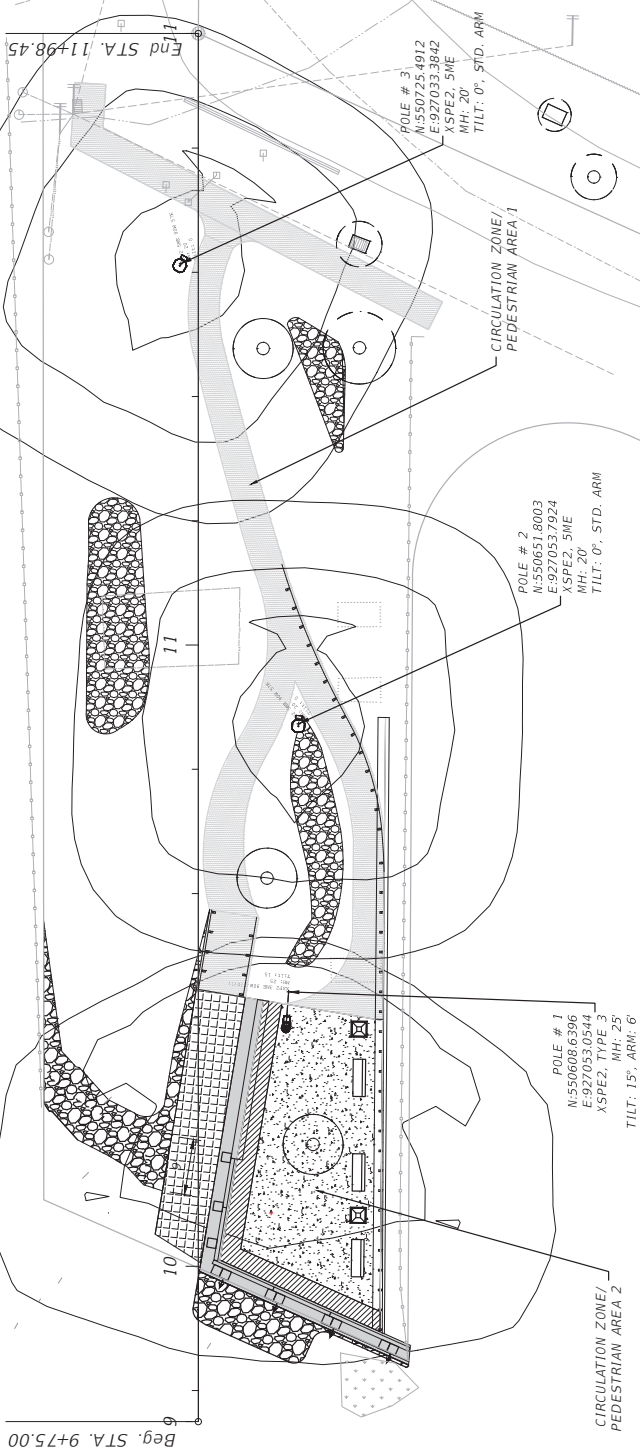 End STA. 11+98.45
11
POLE # 3
N:550725.4912
E:927033.3842
XSPE2, 5ME
MH: 20'
TILT: 0°, STD. ARM
CIRCULATION ZONE/
PEDESTRIAN AREA 1
POLE # 2
N:550651.8003
E:927053.7924
XSPE2, 5ME
MH: 20'
TILT: 0°, STD. ARM
11
POLE # 1
N:550608.6396
E:927053.0544
XSPE2, TYPE 3
MH: 25'
TILT: 15°, ARM: 6'
10
CIRCULATION ZONE/
PEDESTRIAN AREA 2
9
Beg. STA. 9+75.00